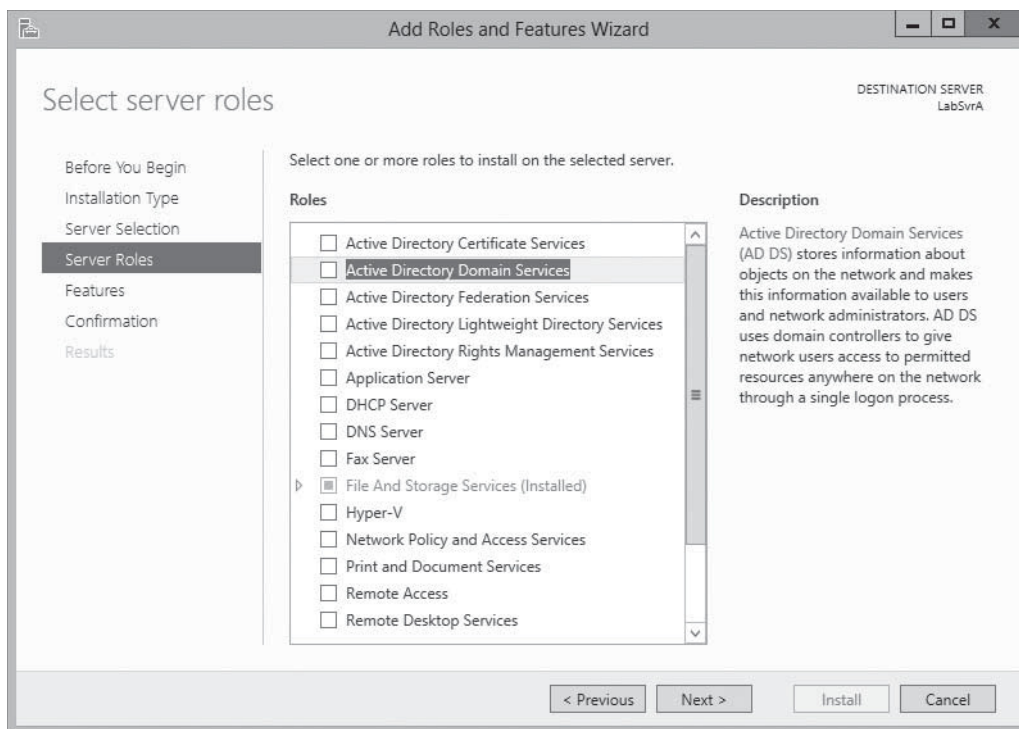 Add Roles and Features Wizard
Select server roles
DESTINATION SERVER
LabSvrA
Before You Begin
Installation Type
Server Selection
Server Roles
Features
Confirmation
Results
Select one or more roles to install on the selected server.
Roles
Active Directory Certificate Services
Active Directory Domain Services
Active Directory Federation Services
Active Directory Lightweight Directory Services
Active Directory Rights Management Services
Application Server
DHCP Server
DNS Server
Fax Server
File And Storage Services (Installed)
Hyper-V
Network Policy and Access Services
Print and Document Services
Remote Access
Remote Desktop Services
Description
Active Directory Domain Services
(AD DS) stores information about
objects on the network and makes
this information available to users
and network administrators. AD DS
uses domain controllers to give
network users access to permitted
resources anywhere on the network
through a single logon process.
< Previous
Next >
Install
Cancel